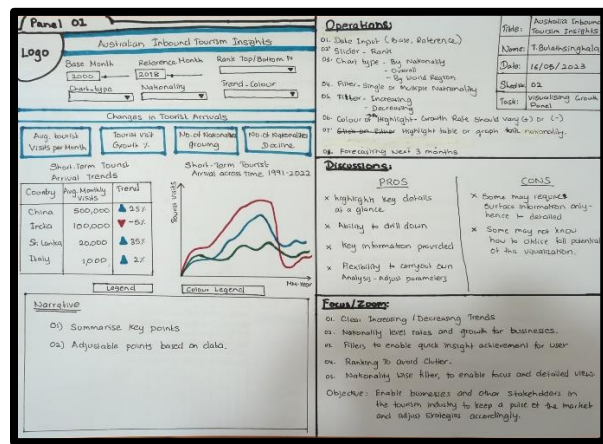 Panel 02
Logo
Australian Inbound Tourism Insights
Base Month
2000
Reference Month
2018
Rank Top/Bottom N
Chart-type
Nationality
Trend-Colour
Changes in Tourist Arrivals
Avg. tourist
Visits per Month
Tourist Visit
Growth %
No. of Nationalities
growing
No. of Nationalities
Decline
Short-Term Tourist
Arrival Trends
Country
Avg. Monthly
Visits
Trend
China 500,000 ▲ 25%
India 100,000 ▼ -5%
Sri Lanka 20,000 ▲ 35%
Italy 1,000 ▲ 2%
Legend
Short-Term Tourist
Arrival across time 1991-2022
Tourist Visits
MM-Year
Colour Legend
Narrative
01) Summarise key points
02) Adjustable points based on data.
Operations:
01. Date Input (Base, Reference)
02. Slider - Rank
03. Chart type - By Nationality
- Overall
- By World Region
04. Filter - Single or Multiple Nationality
05. Filter - Increasing
- Decreasing
06. Colour of Highlight - Growth Rate should vary (+) or (-)
07. Highlight table or graph nationality.
08. Forecasting next 3 months
Title: Australia Inbound
Tourism Insights
Name: T. Bulathsinghala
Date: 16/05/2023
Sheet: 02
Task: Visualising Growth
Panel
Discussions:
PROS
x highlights key details
at a glance
x Ability to drill down
x Key information provided
x Flexibility to carryout own
Analysis - Adjust parameters
CONS
x Some may require
Surface information only -
hence to detailed
x Some may not know
how to utilise full potential
of this visualization.
Focus/Zoom:
01. Clear Increasing / Decreasing Trends
02. Nationality level rates and growth for businesses.
03. Filters to enable quick insight achievement for user
04. Ranking to avoid Clutter.
05. Nationality wise filter, to enable focus and detailed view
Objective: Enable businesses and other stakeholders in
the tourism industry to keep a pulse of the market
and adjust strategies accordingly.